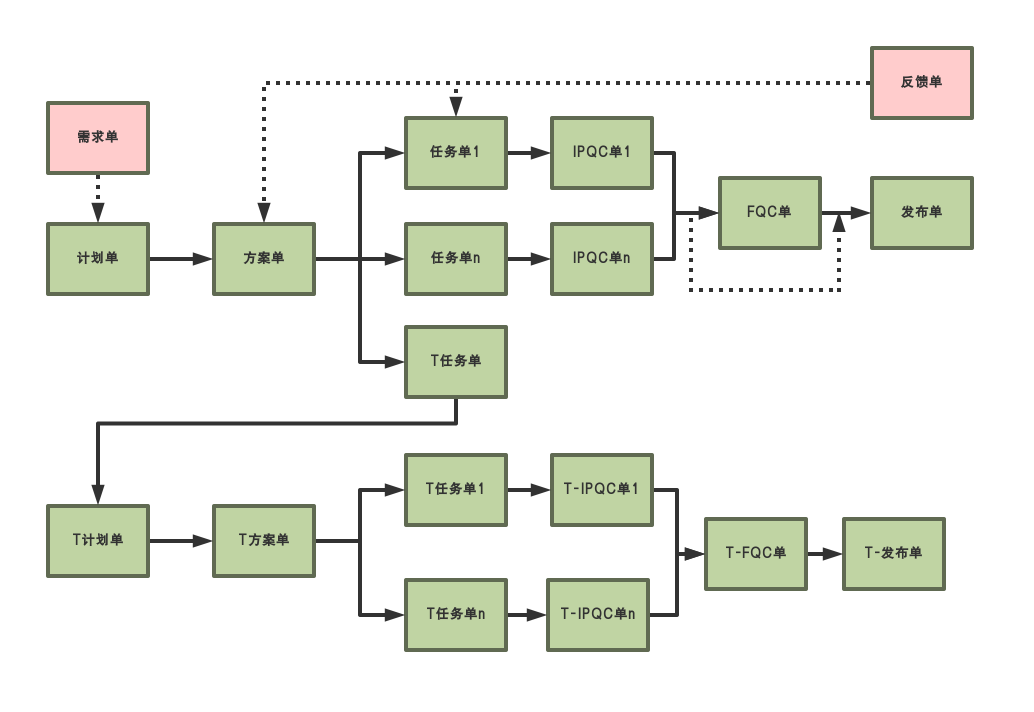 反馈单
需求单
任务单1
IPQC单1
FQC单
发布单
计划单
方案单
任务单n
IPQC单n
T任务单
T任务单1
T-IPQC单1
T计划单
T方案单
T-FQC单
T-发布单
T任务单n
T-IPQC单n